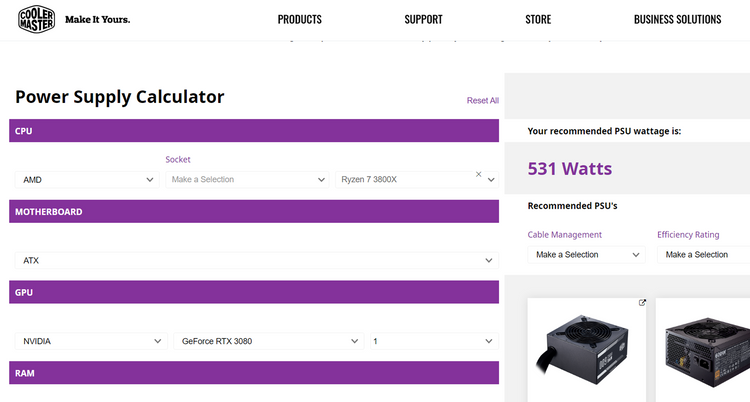 COOLER MASTER
Make It Yours.
PRODUCTS
SUPPORT
STORE
BUSINESS SOLUTIONS
Power Supply Calculator
Reset All
CPU
Socket
AMD
Make a Selection
Ryzen 7 3800X
MOTHERBOARD
ATX
GPU
NVIDIA
GeForce RTX 3080
1
RAM
Your recommended PSU wattage is:
531 Watts
Recommended PSU's
Cable Management
Efficiency Rating
Make a Selection
Make a Selection